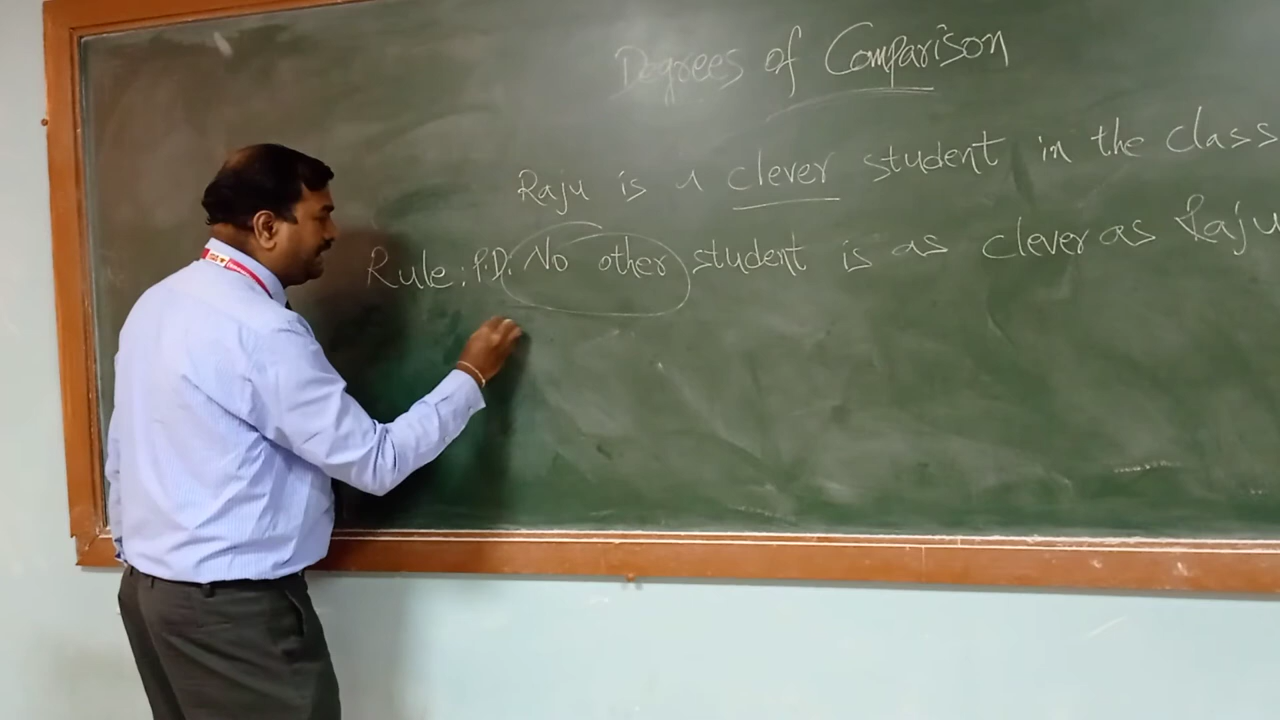 Degrees of Comparison
Raju is a clever student in the class
Rule: P.D. No other student is as clever as Raju